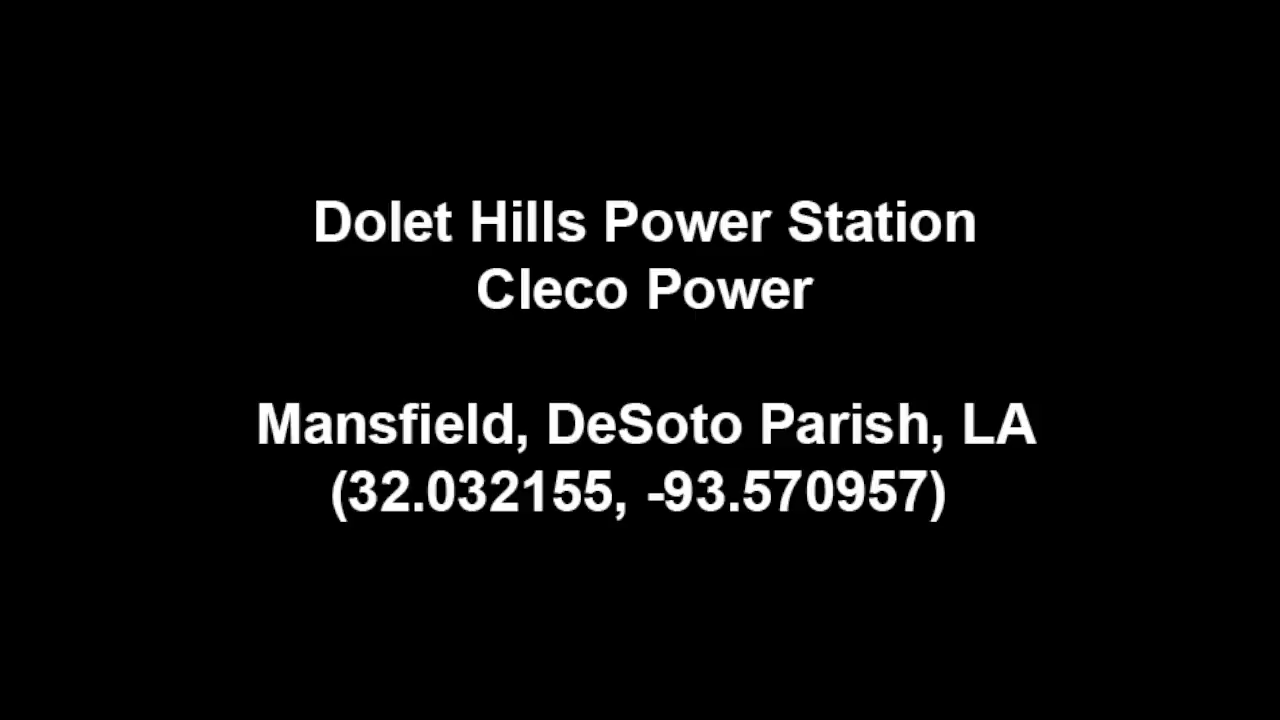 Dolet Hills Power Station
Cleco Power
Mansfield, DeSoto Parish, LA
(32.032155, -93.570957)